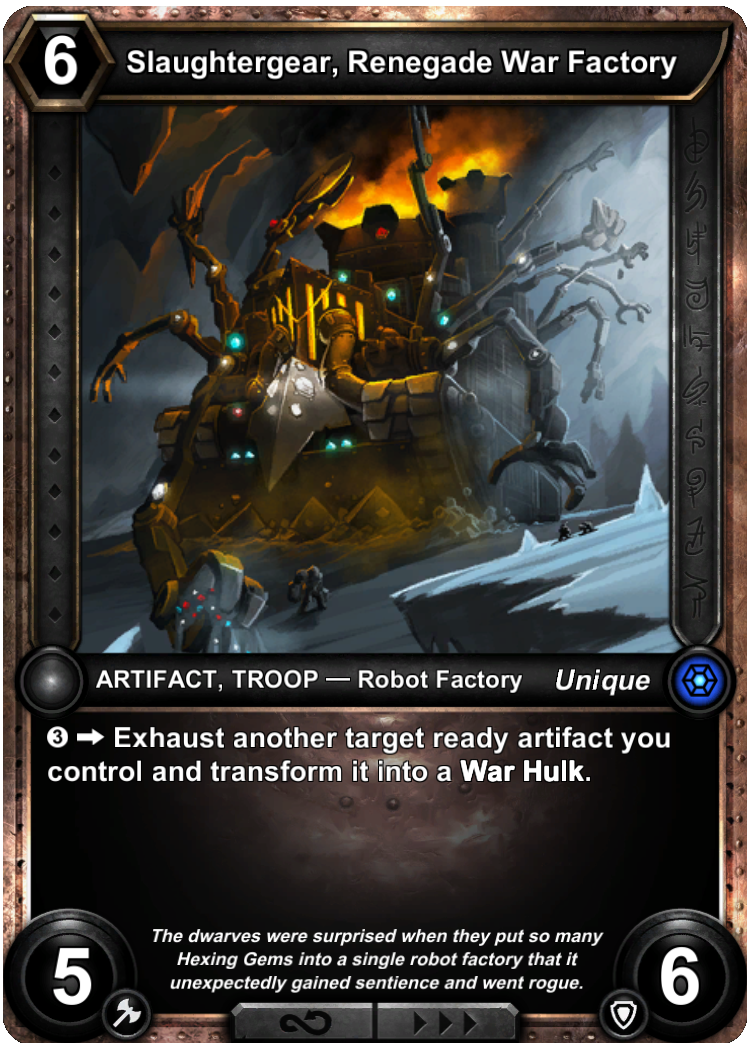 6
Slaughtergear, Renegade War Factory
ARTIFACT, TROOP — Robot Factory Unique
③ ➡ Exhaust another target ready artifact you
control and transform it into a War Hulk.
The dwarves were surprised when they put so many
Hexing Gems into a single robot factory that it
unexpectedly gained sentience and went rogue.
5
6